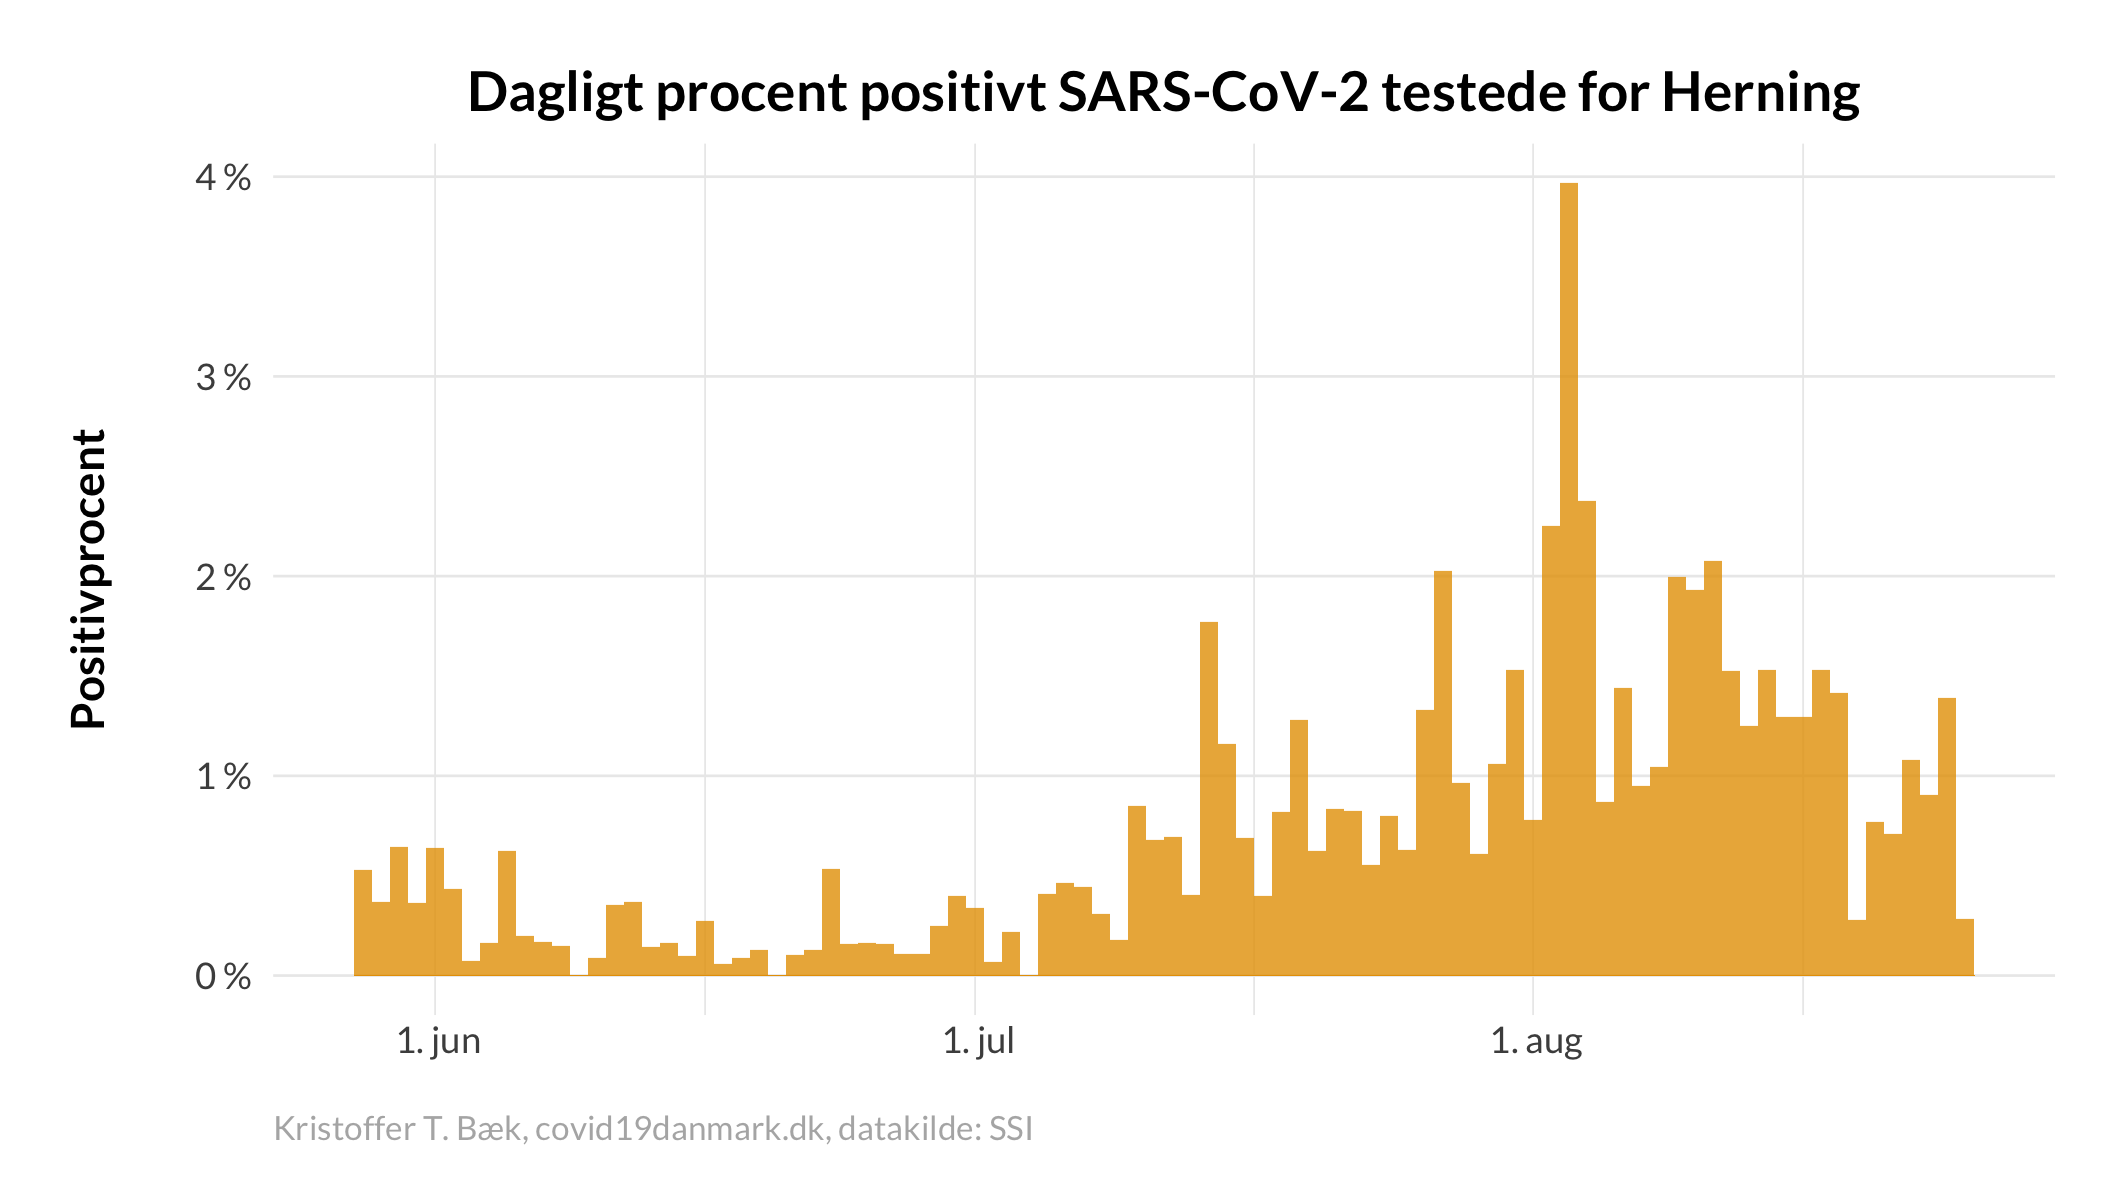 Dagligt procent positivt SARS-CoV-2 testede for Herning
Positivprocent
4 %
3 %
2 %
1 %
0 %
1. jun
1. jul
1. aug
Kristoffer T. Bæk, covid19danmark.dk, datakilde: SSI